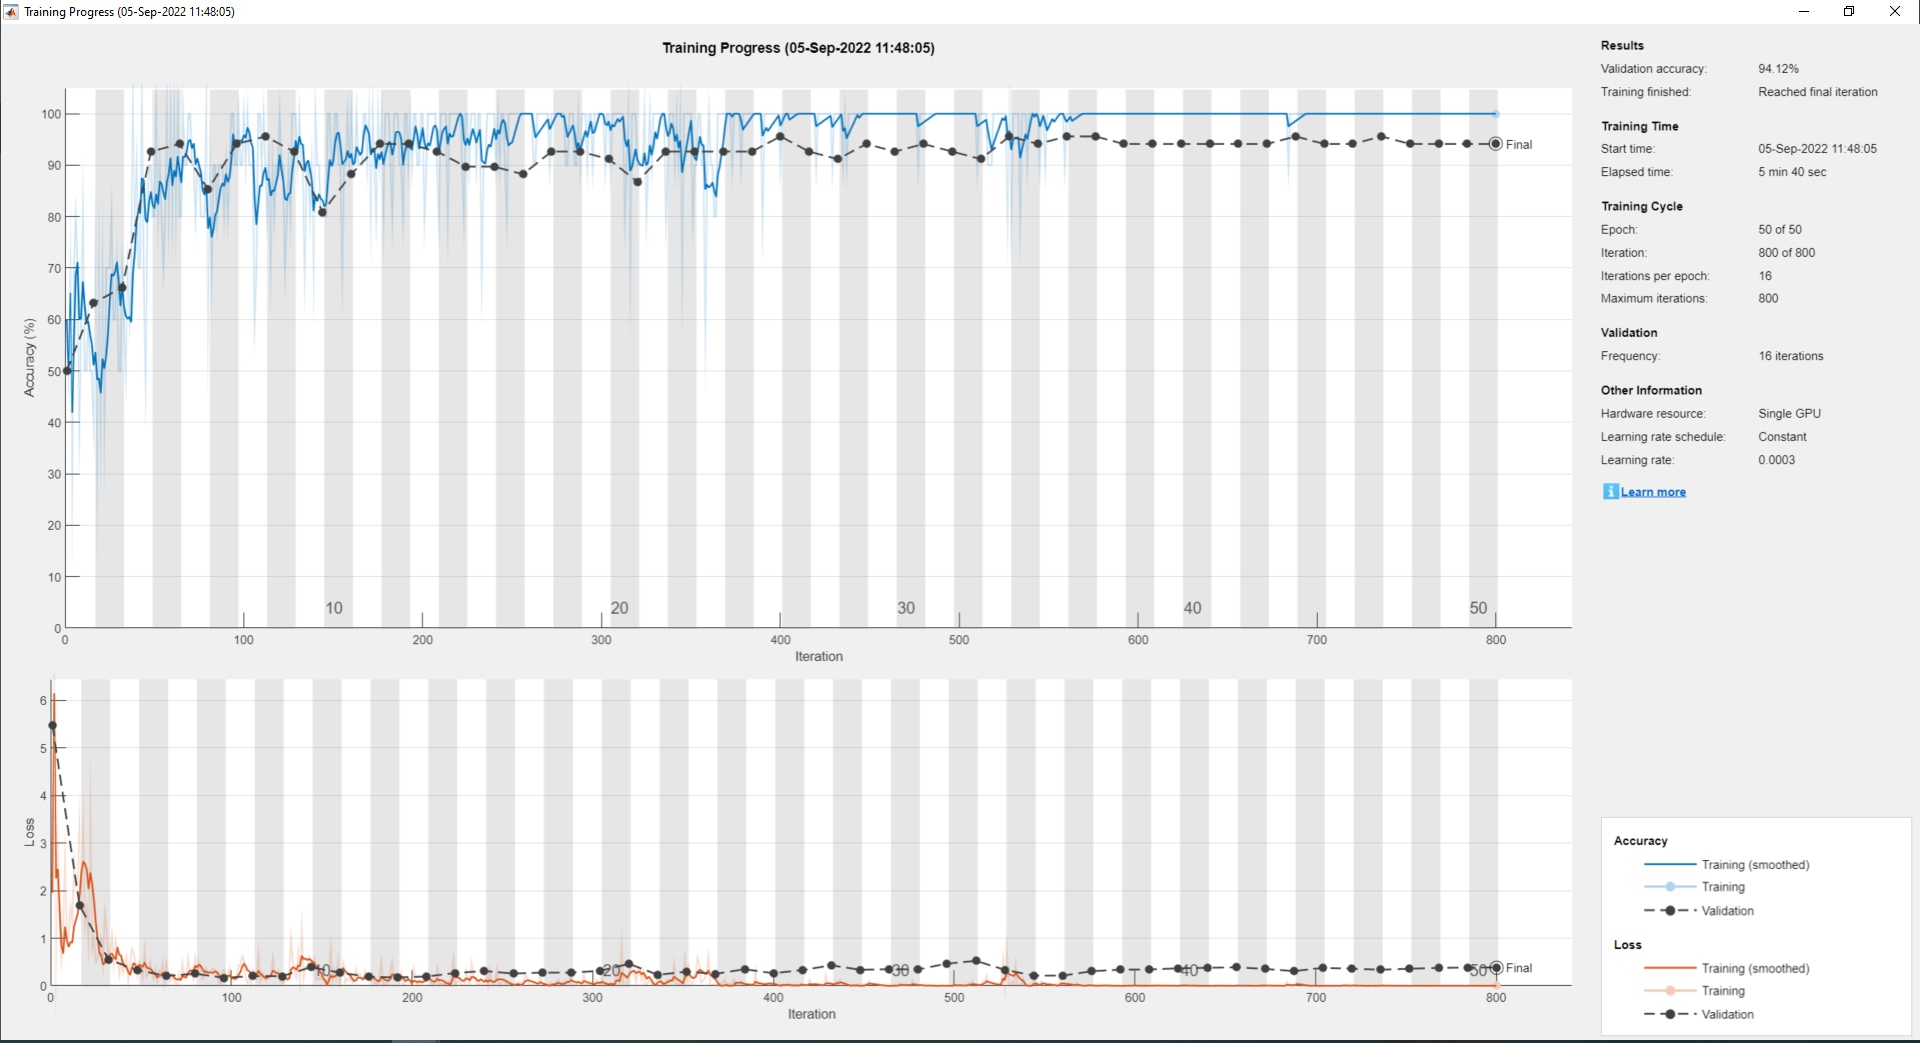 Training Progress (05-Sep-2022 11:48:05)
Training Progress (05-Sep-2022 11:48:05)
100
90
80
70
60
50
40
30
20
10
0
Accuracy (%)
10
20
30
40
50
Final
0
100
200
300
400
500
600
700
800
Iteration
6
5
4
3
2
1
0
Loss
10
20
30
40
50
Final
0
100
200
300
400
500
600
700
800
Iteration
Results
Validation accuracy: 94.12%
Training finished: Reached final iteration
Training Time
Start time: 05-Sep-2022 11:48:05
Elapsed time: 5 min 40 sec
Training Cycle
Epoch: 50 of 50
Iteration: 800 of 800
Iterations per epoch: 16
Maximum iterations: 800
Validation
Frequency: 16 iterations
Other Information
Hardware resource: Single GPU
Learning rate schedule: Constant
Learning rate: 0.0003
i Learn more
Accuracy
Training (smoothed)
Training
Validation
Loss
Training (smoothed)
Training
Validation